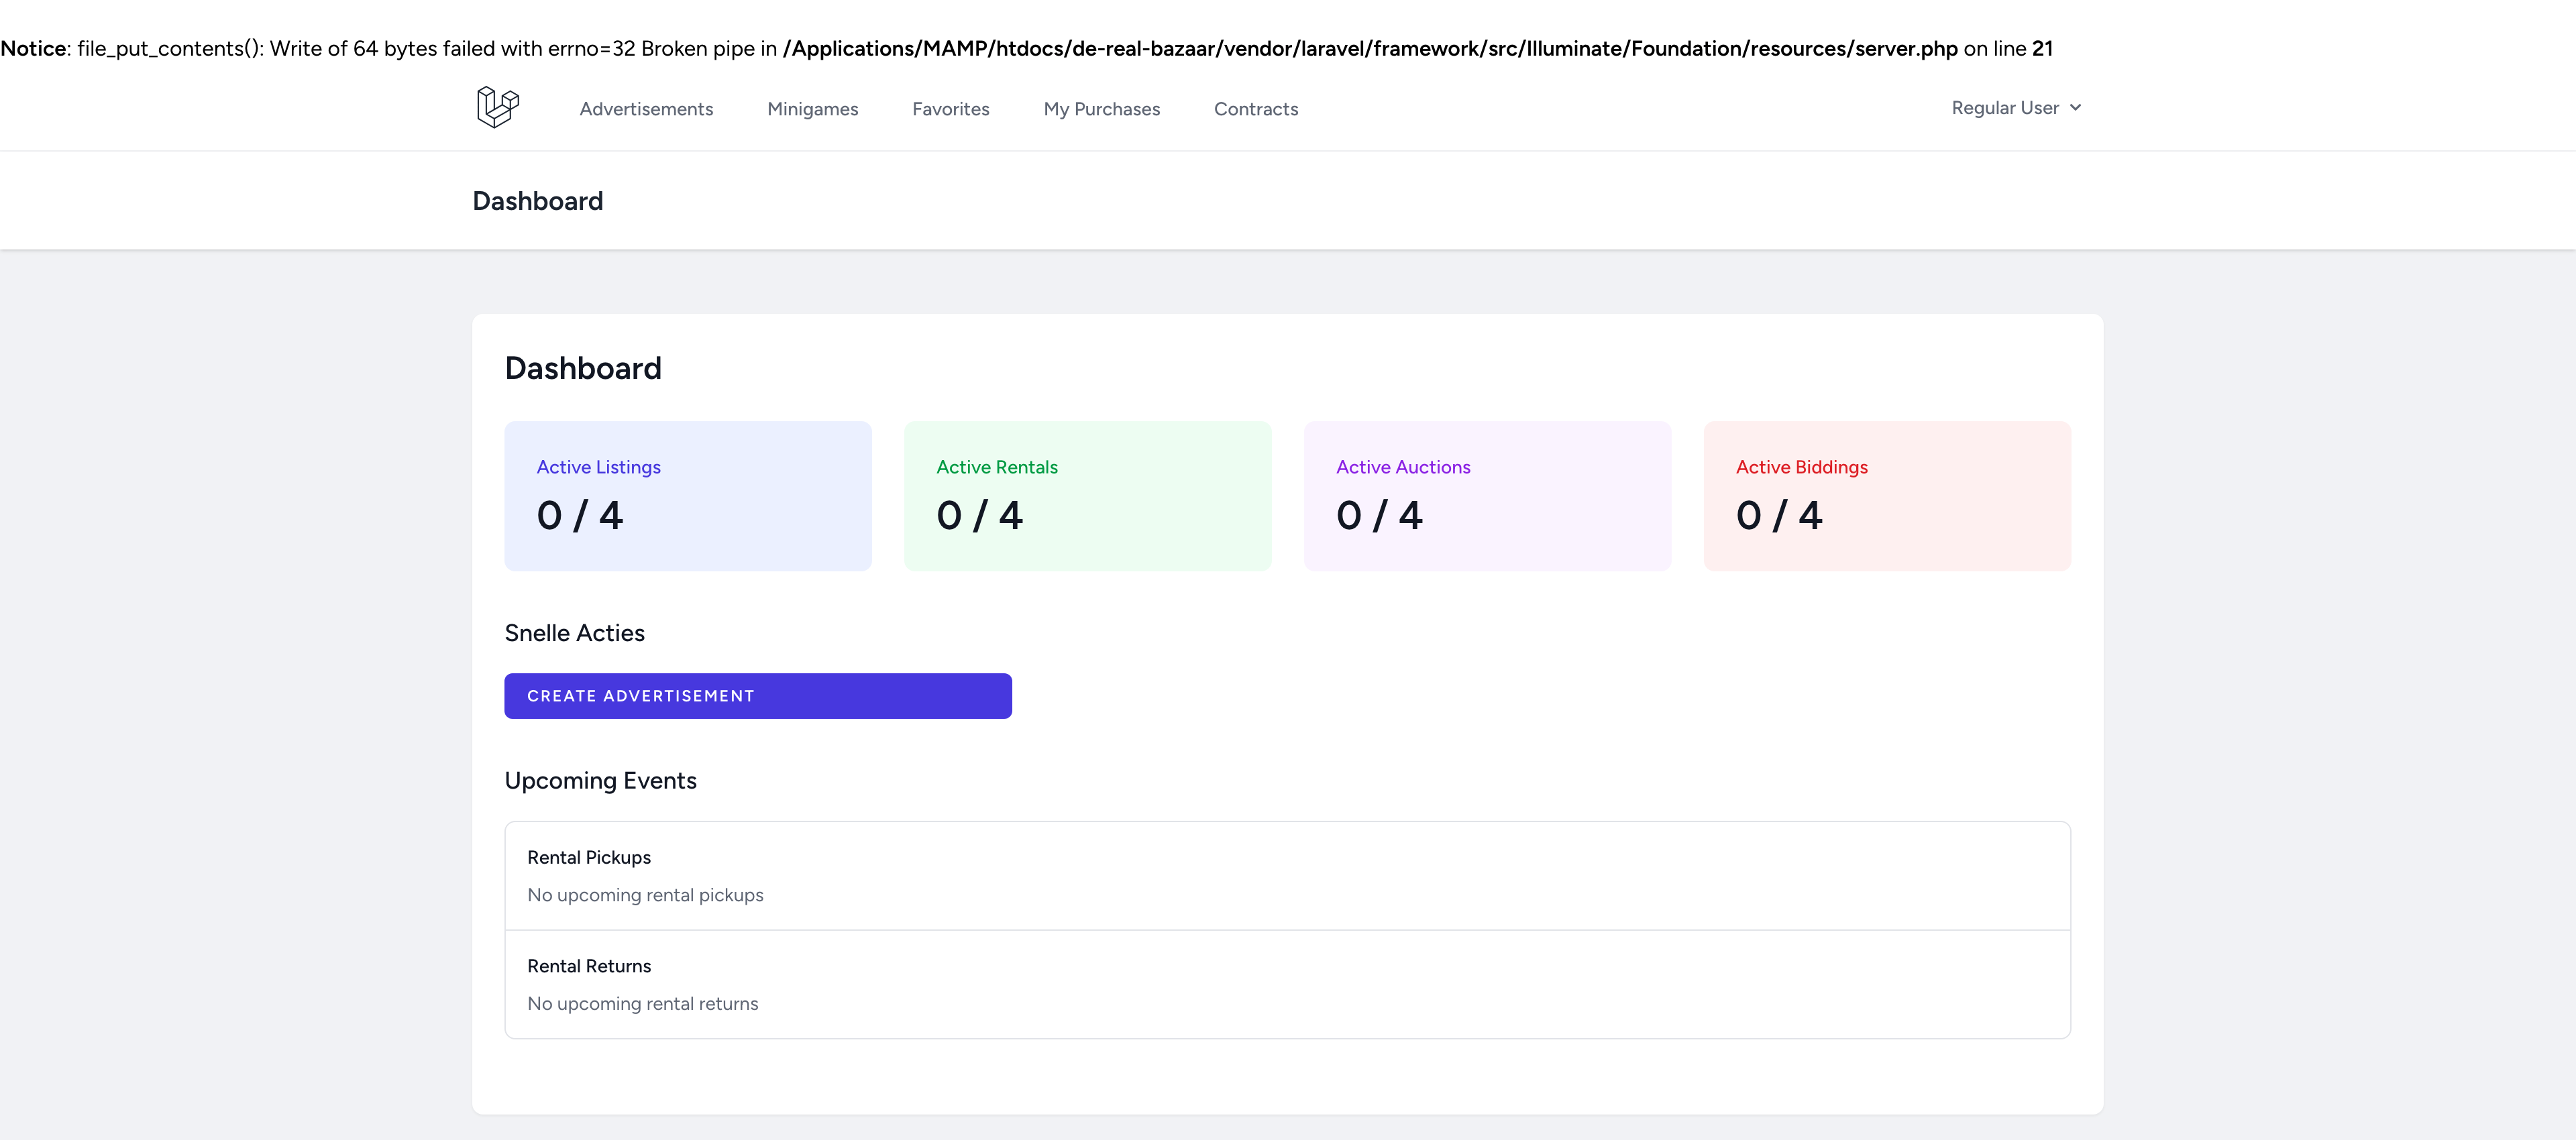 Notice: file_put_contents(): Write of 64 bytes failed with errno=32 Broken pipe in /Applications/MAMP/htdocs/de-real-bazaar/vendor/laravel/framework/src/Illuminate/Foundation/resources/server.php on line 21
Advertisements Minigames Favorites My Purchases Contracts Regular User
Dashboard
Dashboard
Active Listings Active Rentals Active Auctions Active Biddings
0 / 4 0 / 4 0 / 4 0 / 4
Snelle Acties
CREATE ADVERTISEMENT
Upcoming Events
Rental Pickups
No upcoming rental pickups
Rental Returns
No upcoming rental returns